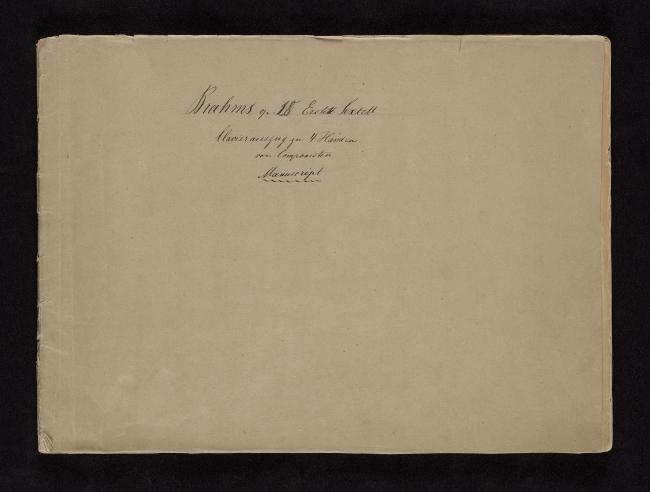 Brahms op. 18 Erstes Sextett
Clavierauszug zu 4 Händen
vom Componisten
Manuscript